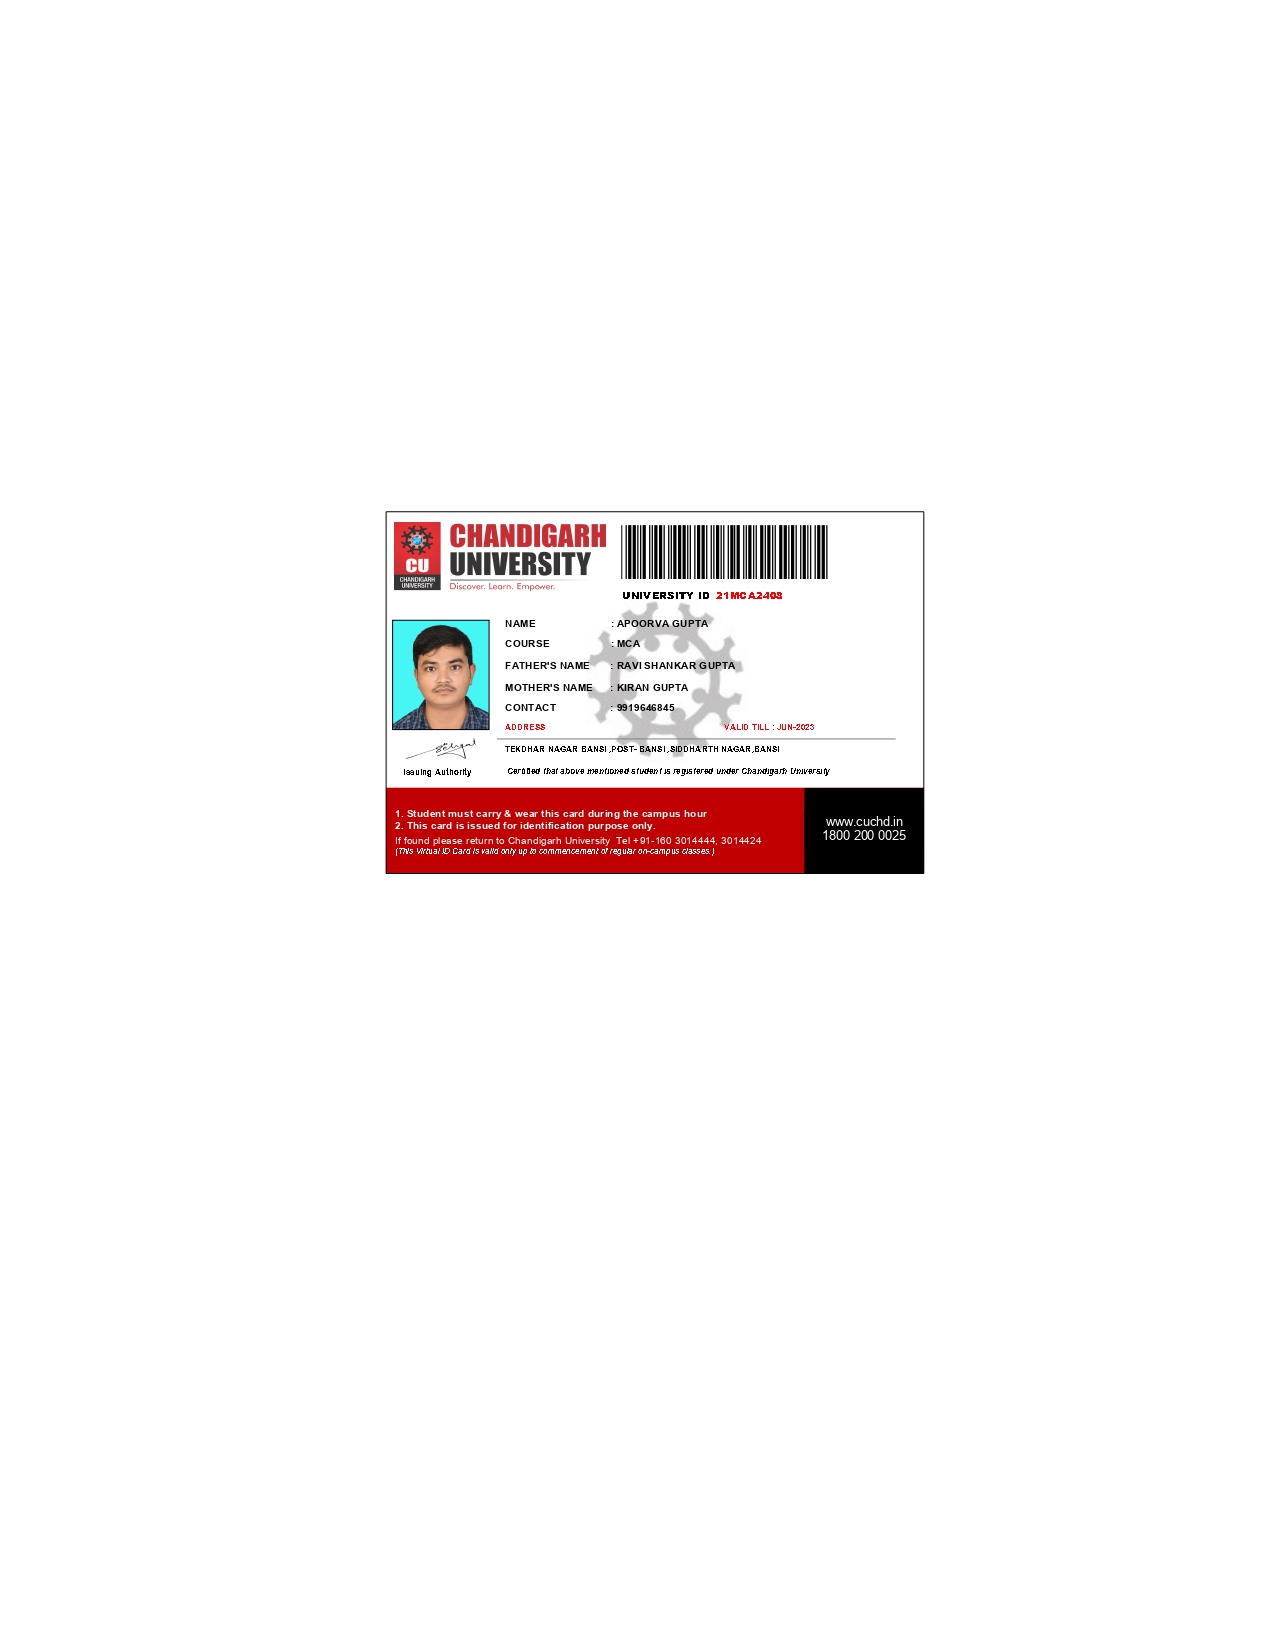 CHANDIGARH
UNIVERSITY
Discover. Learn. Empower.
CU
CHANDIGARH
UNIVERSITY
UNIVERSITY ID 21MCA2408
NAME : APOORVA GUPTA
COURSE : MCA
FATHER'S NAME : RAVI SHANKAR GUPTA
MOTHER'S NAME : KIRAN GUPTA
CONTACT : 9919646845
ADDRESS VALID TILL : JUN-2023
TEKDHAR NAGAR BANSI ,POST- BANSI ,SIDDHARTH NAGAR,BANSI
Issuing Authority
Certified that above mentioned student is registered under Chandigarh University
1. Student must carry & wear this card during the campus hour
2. This card is issued for identification purpose only.
If found please return to Chandigarh University Tel +91-160 3014444, 3014424
(This Virtual ID Card is valid only up to commencement of regular on-campus classes.)
www.cuchd.in
1800 200 0025